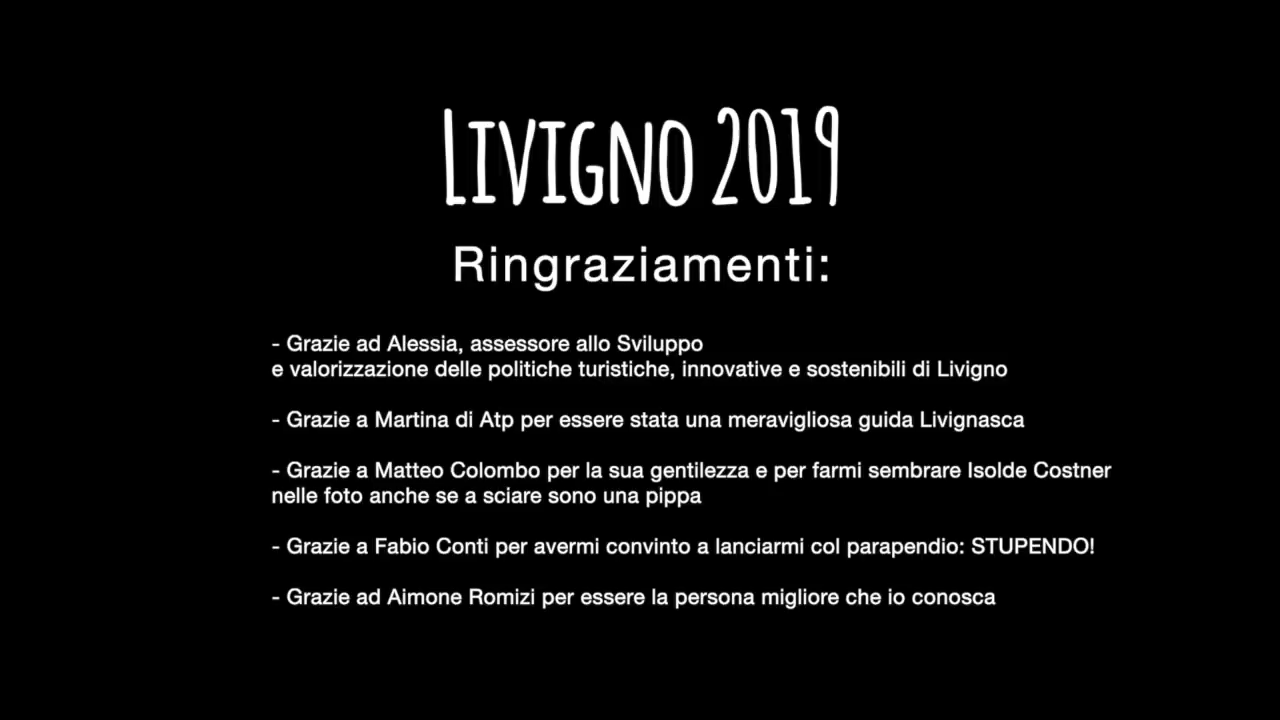 Livigno 2019
Ringraziamenti:
- Grazie ad Alessia, assessore allo Sviluppo
e valorizzazione delle politiche turistiche, innovative e sostenibili di Livigno
- Grazie a Martina di Atp per essere stata una meravigliosa guida Livignasca
- Grazie a Matteo Colombo per la sua gentilezza e per farmi sembrare Isolde Costner
nelle foto anche se a sciare sono una pippa
- Grazie a Fabio Conti per avermi convinto a lanciarmi col parapendio: STUPENDO!
- Grazie ad Aimone Romizi per essere la persona migliore che io conosca